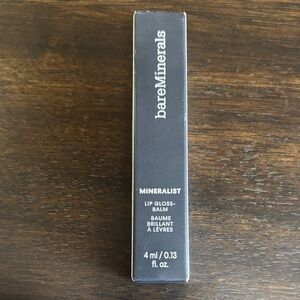 bareMinerals
MINERALIST
LIP GLOSS-
BALM
BAUME
BRILLANT
À LÈVRES
4 ml / 0.13
fl. oz.